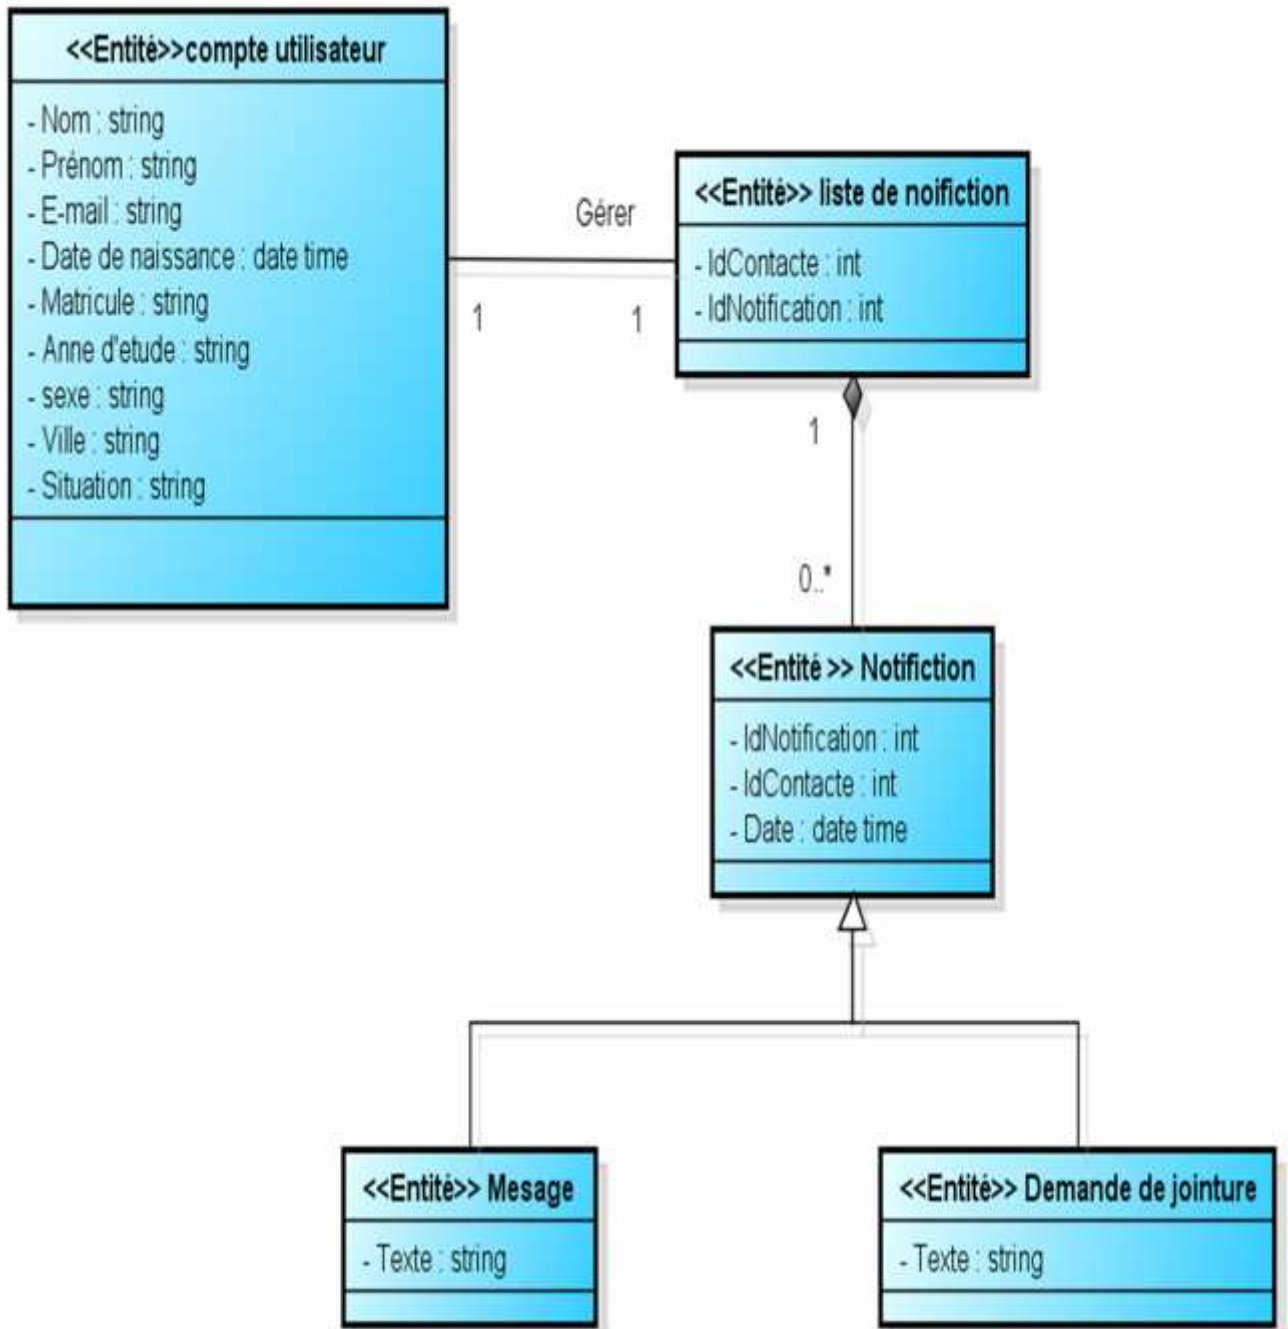 <<Entité>>compte utilisateur
- Nom : string
- Prénom : string
- E-mail : string
- Date de naissance : date time
- Matricule : string
- Anne d'etude : string
- sexe : string
- Ville : string
- Situation : string
Gérer
1
1
<<Entité>> liste de noifiction
- IdContacte : int
- IdNotification : int
1
0..*
<<Entité >> Notifiction
- IdNotification : int
- IdContacte : int
- Date : date time
<<Entité>> Mesage
- Texte : string
<<Entité>> Demande de jointure
- Texte : string